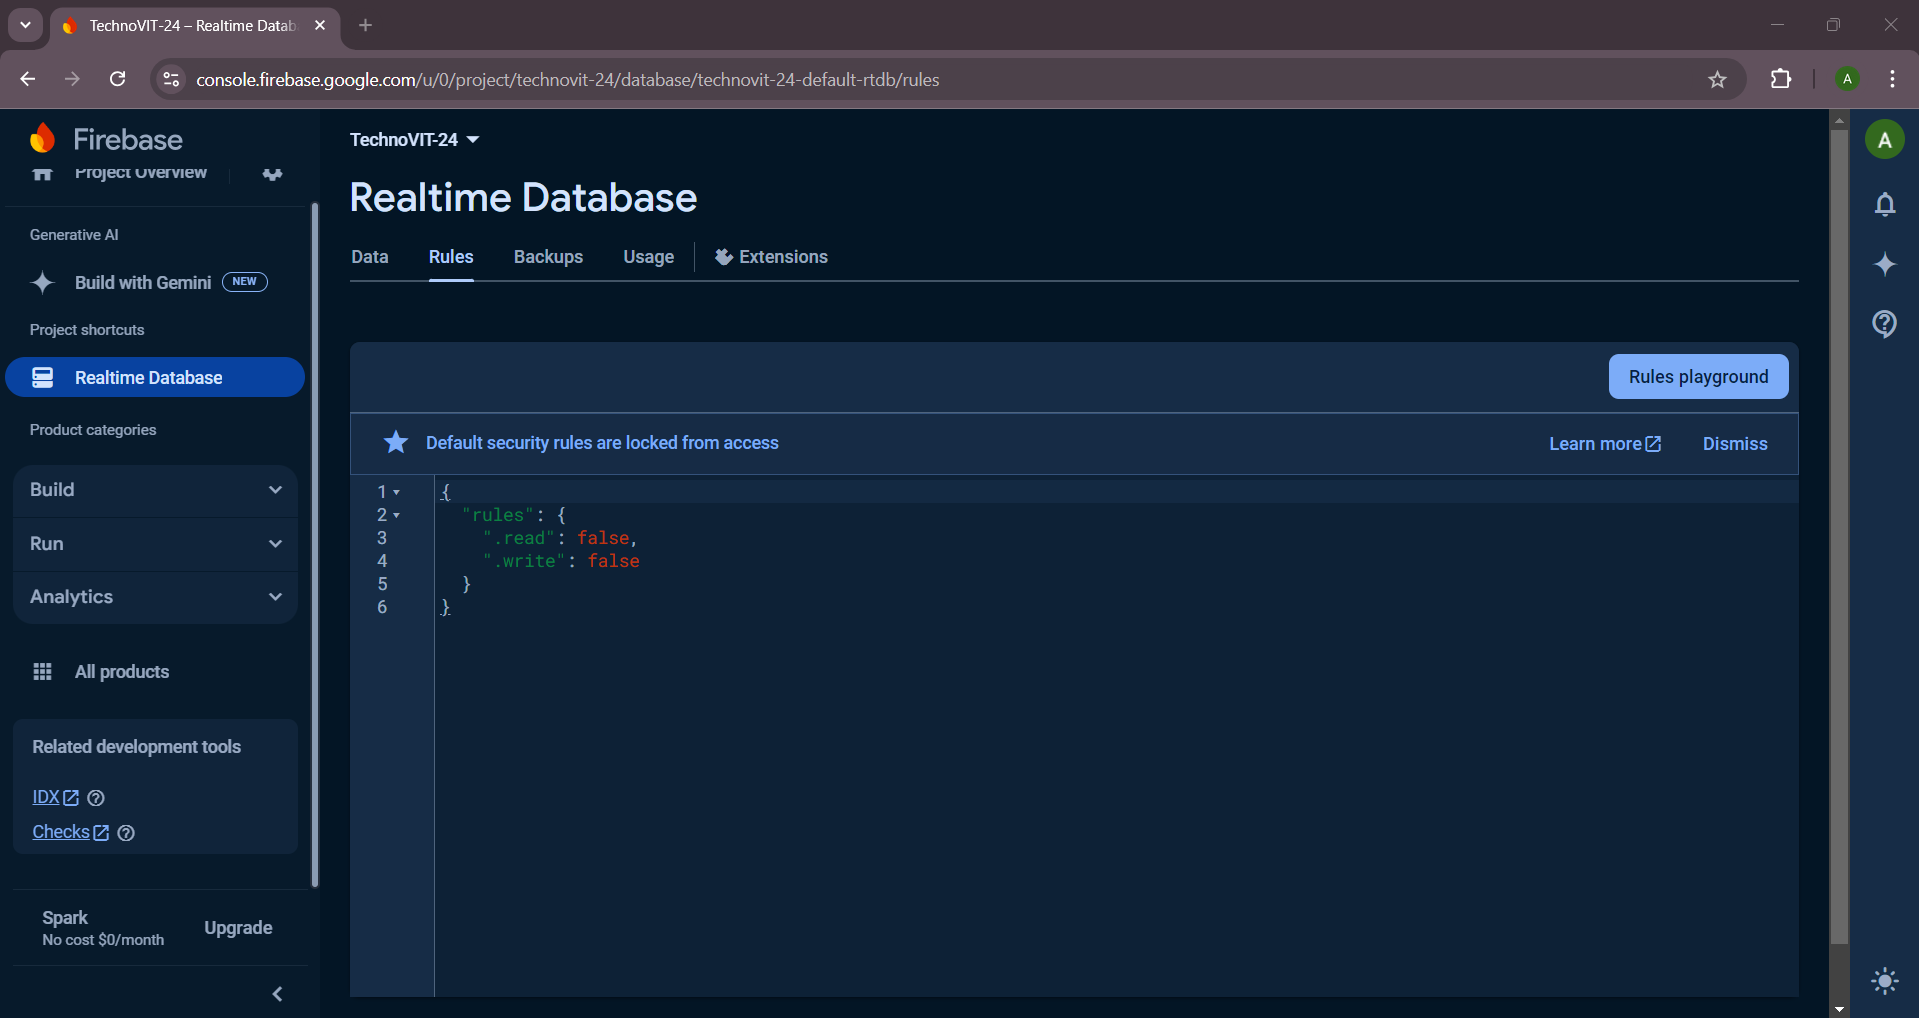 TechnoVIT-24 – Realtime Datab
console.firebase.google.com/u/0/project/technovit-24/database/technovit-24-default-rtdb/rules
A
Firebase
Project Overview
Generative AI
Build with Gemini NEW
Project shortcuts
Realtime Database
Product categories
Build
Run
Analytics
All products
Related development tools
IDX
Checks
Spark
No cost $0/month
Upgrade
TechnoVIT-24
Realtime Database
Data Rules Backups Usage Extensions
Rules playground
Default security rules are locked from access Learn more Dismiss
1 {
2 "rules": {
3 ".read": false,
4 ".write": false
5 }
6 }
A